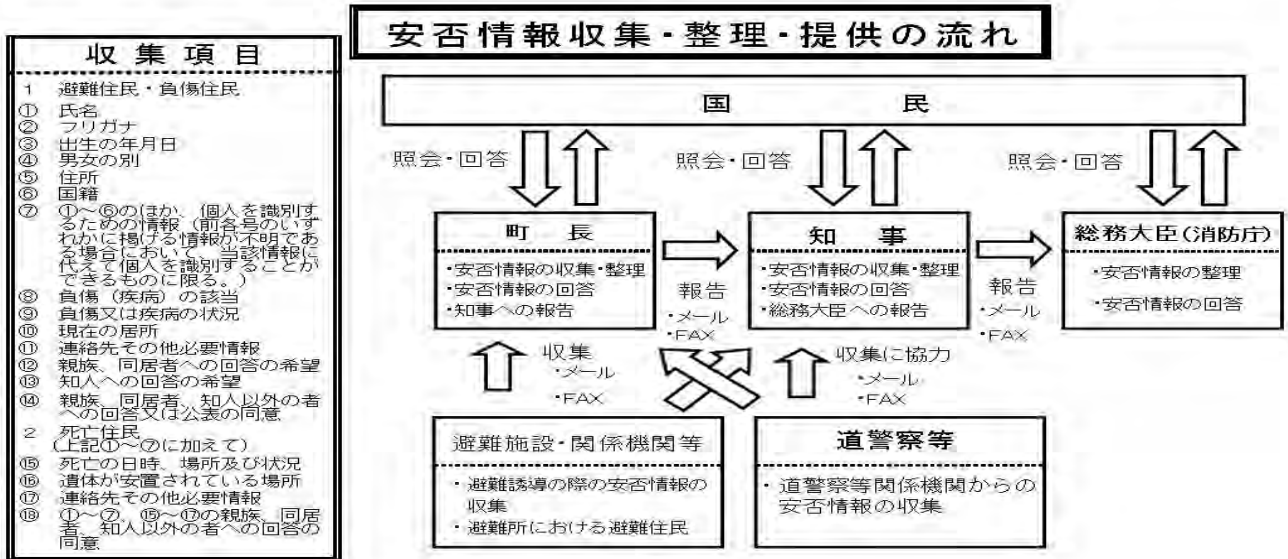 安否情報収集・整理・提供の流れ
収集項目
1 避難住民・負傷住民
① 氏名
② フリガナ
③ 出生の年月日
④ 男女の別
⑤ 住所
⑥ 国籍
⑦ ①～⑥のほか、個人を識別す
るための情報(前各号のいず
れかに掲げる情報が不明であ
る場合において、当該情報に
代えて個人を識別することが
できるものに限る。)
⑧ 負傷(疾病)の該当
⑨ 負傷又は疾病の状況
⑩ 現在の居所
⑪ 連絡先その他必要情報
⑫ 親族、同居者への回答の希望
⑬ 知人への回答の希望
⑭ 親族、同居者、知人以外の者
への回答又は公表の同意
2 死亡住民
(上記①～⑦に加えて)
⑮ 死亡の日時、場所及び状況
⑯ 遺体が安置されている場所
⑰ 連絡先その他必要情報
⑱ ①～⑦、⑮～⑰の親族、同居
者、知人以外の者への回答の
同意
国民
照会・回答
照会・回答
照会・回答
町長
・安否情報の収集・整理
・安否情報の回答
・知事への報告
報告
・メール
・FAX
知事
・安否情報の収集・整理
・安否情報の回答
・総務大臣への報告
報告
・メール
・FAX
総務大臣(消防庁)
・安否情報の整理
・安否情報の回答
収集
・メール
・FAX
収集に協力
・メール
・FAX
避難施設・関係機関等
・避難誘導の際の安否情報の
収集
・避難所における避難住民
道警察等
・道警察等関係機関からの
安否情報の収集